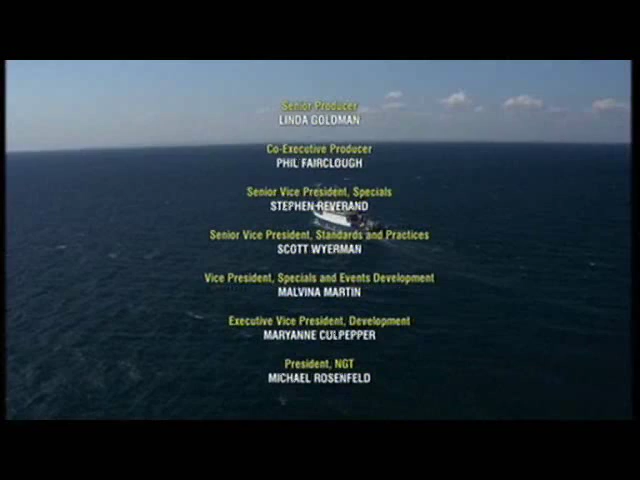 Senior Producer
LINDA GOLDMAN
Co-Executive Producer
PHIL FAIRCLOUGH
Senior Vice President, Specials
STEPHEN REVERAND
Senior Vice President, Standards and Practices
SCOTT WYERMAN
Vice President, Specials and Events Development
MALVINA MARTIN
Executive Vice President, Development
MARYANNE CULPEPPER
President, NGT
MICHAEL ROSENFELD